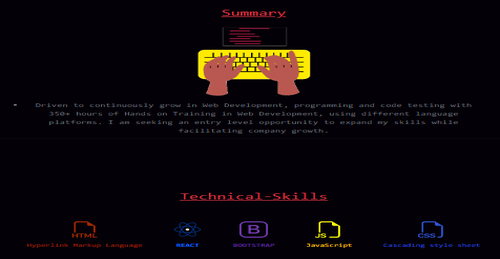 Summary
• Driven to continuously grow in Web Development, programming and code testing with
350+ hours of Hands on Training in Web Development, using different language
platforms. I am seeking an entry level opportunity to expand my skills while
facilitating company growth.
Technical-Skills
HTML
B
JS
CSS
Hyperlink Markup Language
REACT
BOOTSTRAP
JavaScript
Cascading style sheet